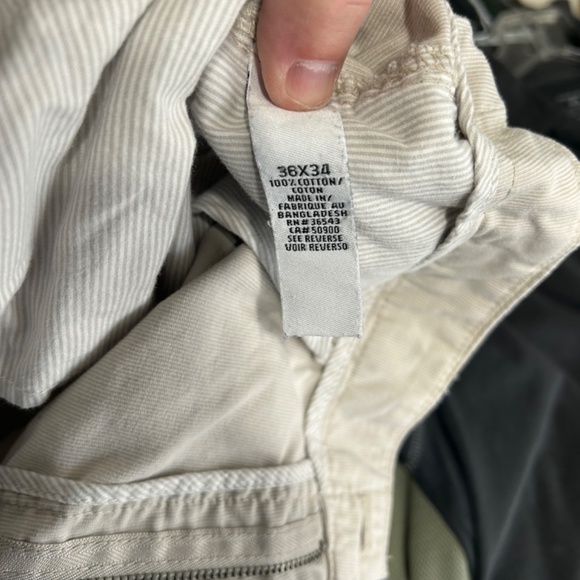 36X34
100% COTTON/
COTON
MADE IN/
FABRIQUE AU
BANGLADESH
RN# 36543
CA# 50900
SEE REVERSE
VOIR REVERSO